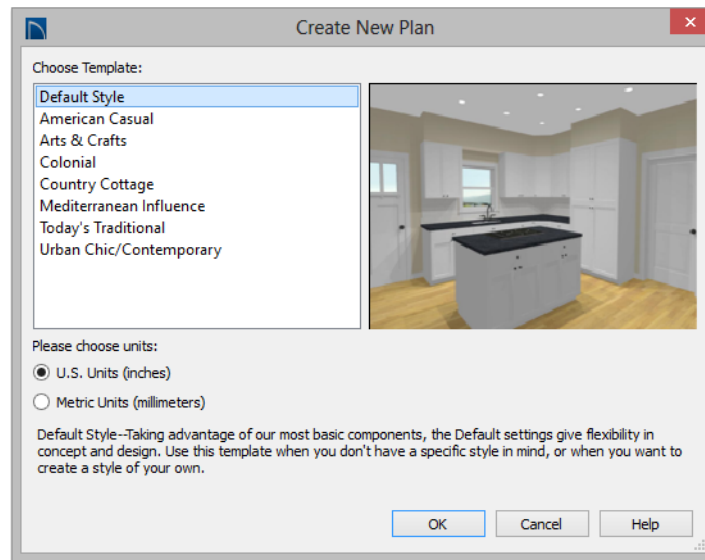 Create New Plan
Choose Template:
Default Style
American Casual
Arts & Crafts
Colonial
Country Cottage
Mediterranean Influence
Today's Traditional
Urban Chic/Contemporary
Please choose units:
U.S. Units (inches)
Metric Units (millimeters)
Default Style--Taking advantage of our most basic components, the Default settings give flexibility in
concept and design. Use this template when you don't have a specific style in mind, or when you want to
create a style of your own.
OK
Cancel
Help